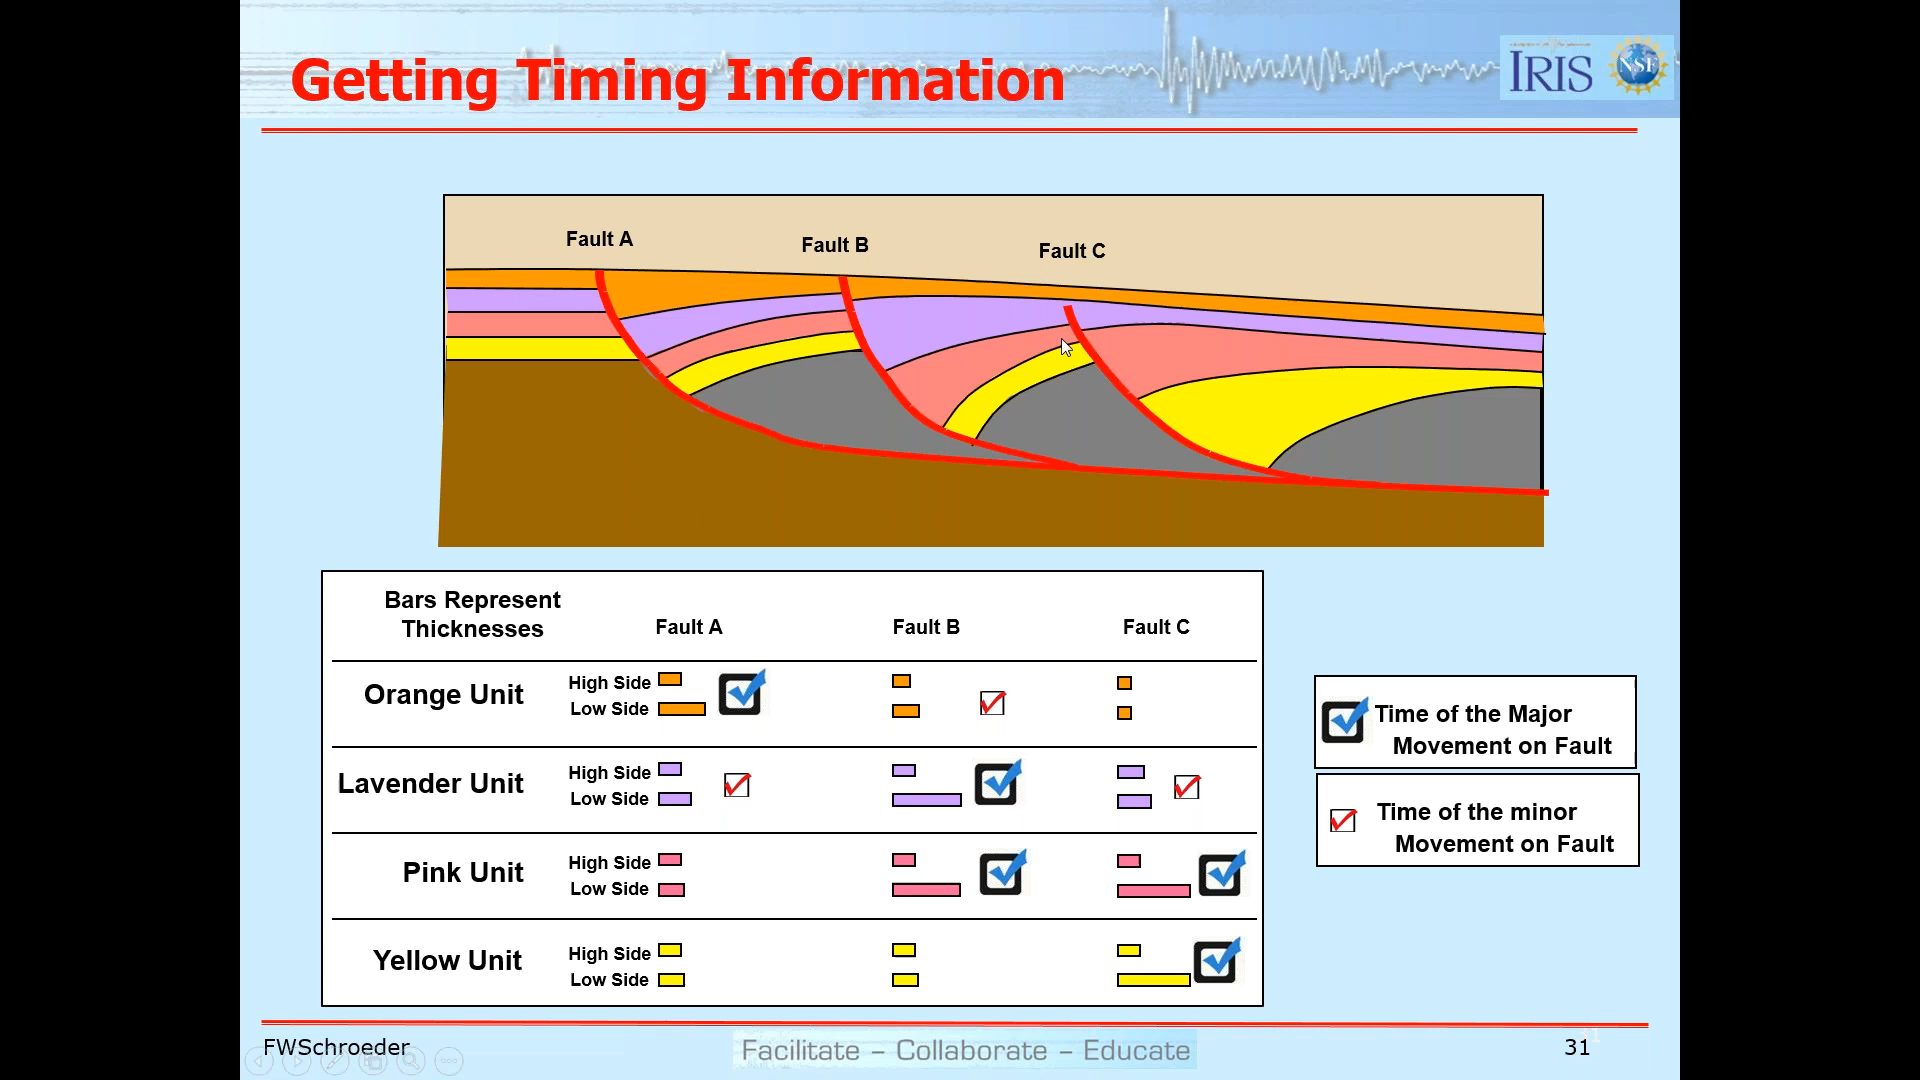 Getting Timing Information
IRIS
NSF
Fault A
Fault B
Fault C
Bars Represent
Thicknesses
Fault A
Fault B
Fault C
Orange Unit
High Side
Low Side
Lavender Unit
High Side
Low Side
Pink Unit
High Side
Low Side
Yellow Unit
High Side
Low Side
Time of the Major
Movement on Fault
Time of the minor
Movement on Fault
FWSchroeder
Facilitate – Collaborate – Educate
31